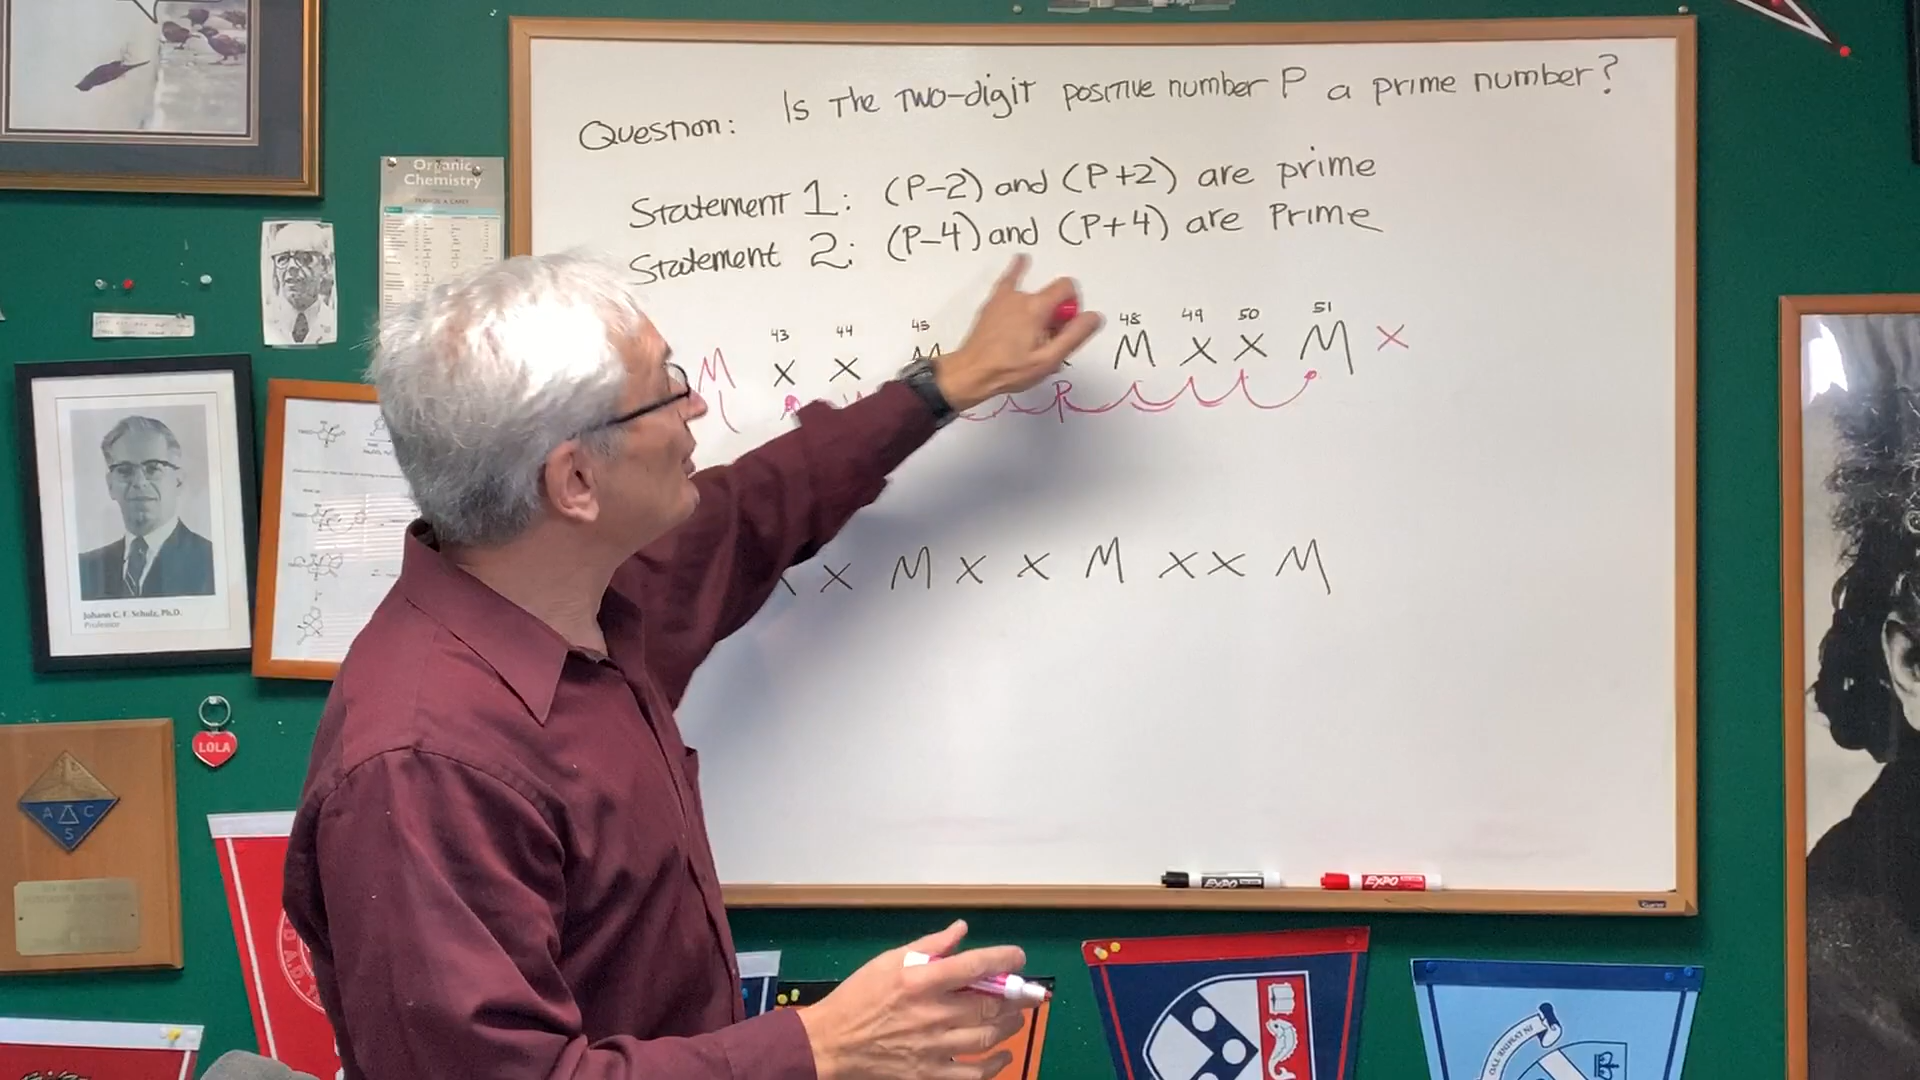 Is The Two-digit positive number P a prime number?
Question:
Statement 1: (P-2) and (P+2) are prime
Statement 2: (P-4) and (P+4) are Prime
43 44 45 48 49 50 51
M X X M M X X M X
P
X M X X M X X M
Organic
Chemistry
Johann C. F. Schulz, Ph.D.
Professor
LOLA
A C
S
EXPO EXPO